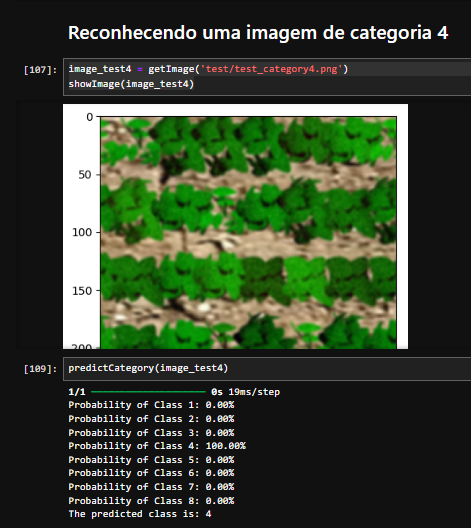 Reconhecendo uma imagem de categoria 4
[107]: image_test4 = getImage('test/test_category4.png')
showImage(image_test4)
0
50
100
150
200
[109]: predictCategory(image_test4)
1/1 ━━━━━━━━━━━━━━━━━━━━ 0s 19ms/step
Probability of Class 1: 0.00%
Probability of Class 2: 0.00%
Probability of Class 3: 0.00%
Probability of Class 4: 100.00%
Probability of Class 5: 0.00%
Probability of Class 6: 0.00%
Probability of Class 7: 0.00%
Probability of Class 8: 0.00%
The predicted class is: 4